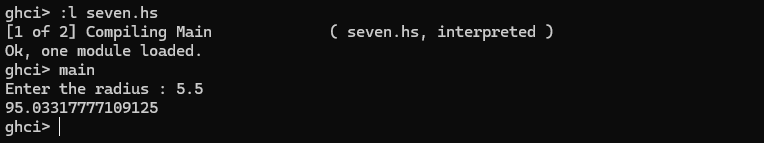 ghci> :l seven.hs
[1 of 2] Compiling Main             ( seven.hs, interpreted )
Ok, one module loaded.
ghci> main
Enter the radius : 5.5
95.03317777109125
ghci>